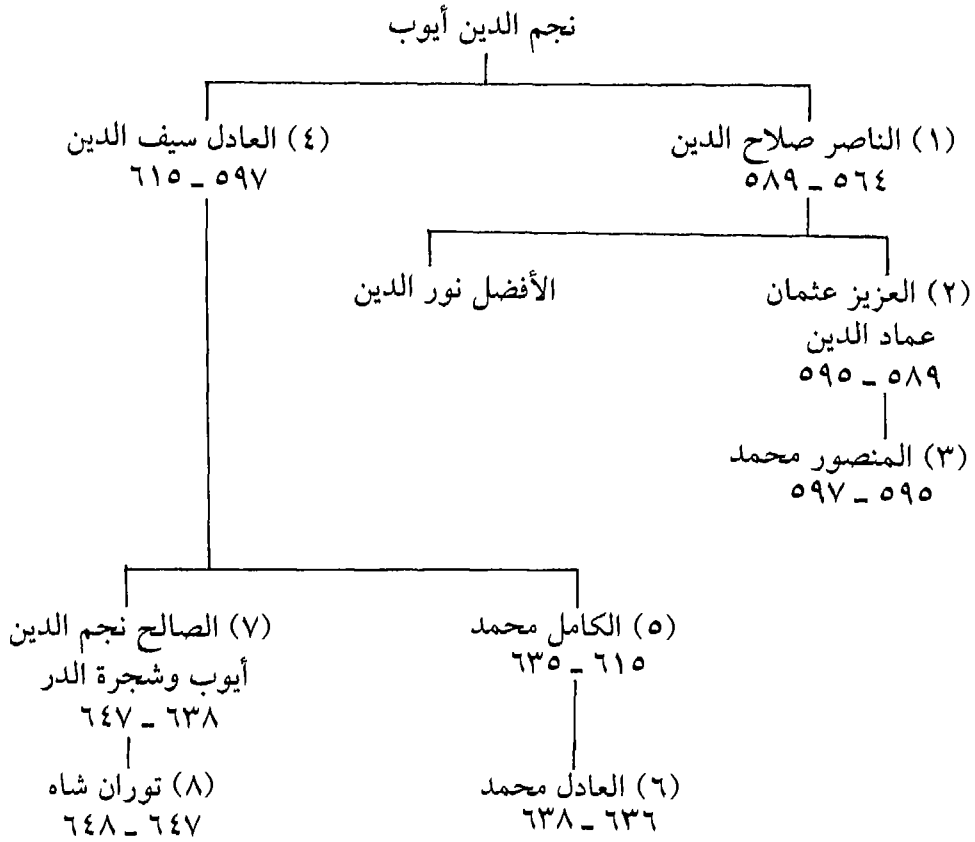 نجم الدين أيوب
(١) الناصر صلاح الدين
٥٦٤ – ٥٨٩
(٤) العادل سيف الدين
٥٩٧ – ٦١٥
(٢) العزيز عثمان
عماد الدين
٥٨٩ – ٥٩٥
الأفضل نور الدين
(٣) المنصور محمد
٥٩٥ – ٥٩٧
(٥) الكامل محمد
٦١٥ – ٦٣٥
(٧) الصالح نجم الدين
أيوب وشجرة الدر
٦٣٨ – ٦٤٧
(٦) العادل محمد
٦٣٦ – ٦٣٨
(٨) توران شاه
٦٤٧ – ٦٤٨